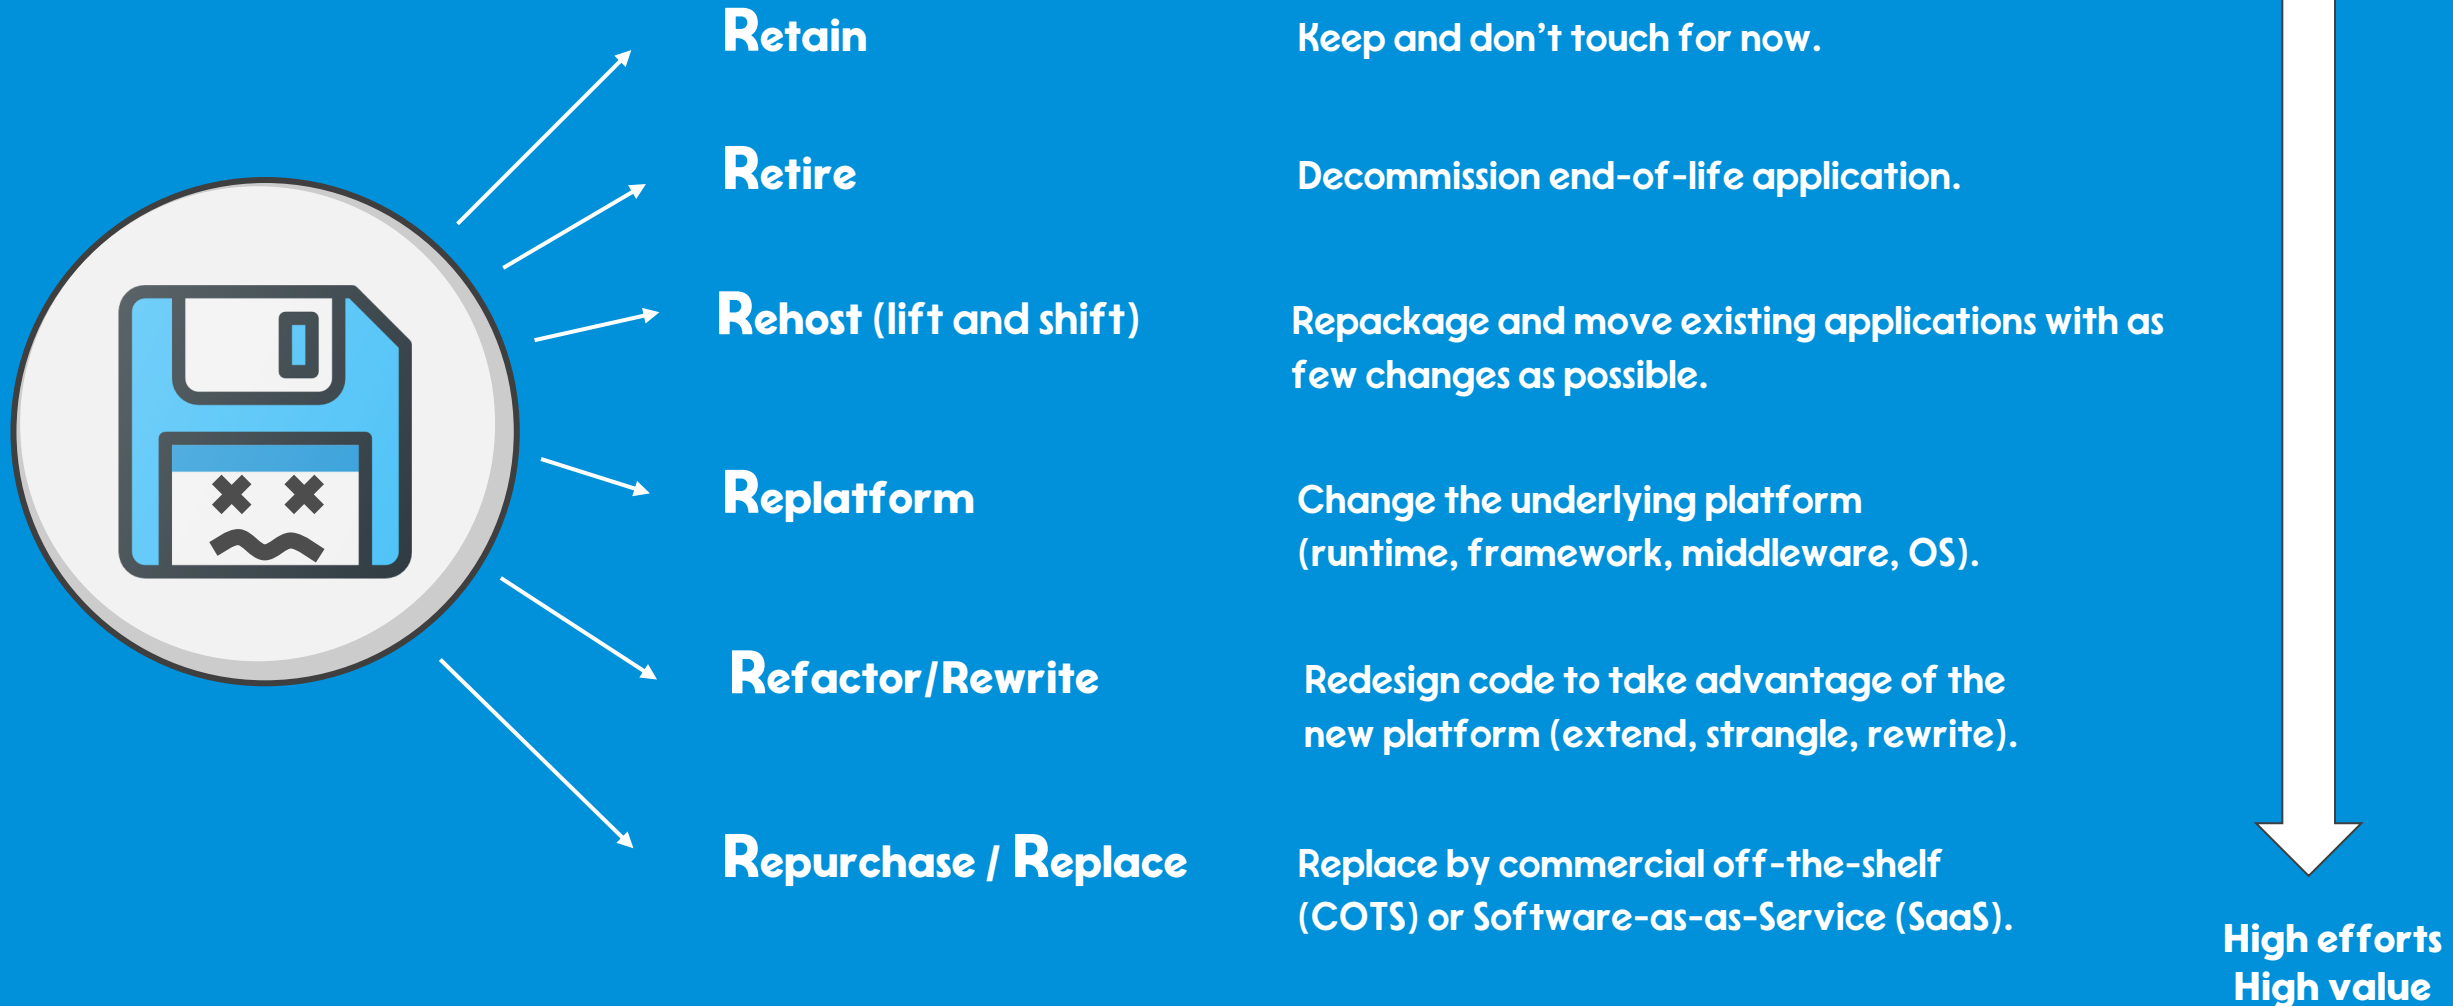 Retain
Keep and don't touch for now.
Retire
Decommission end-of-life application.
Rehost (lift and shift)
Repackage and move existing applications with as
few changes as possible.
Replatform
Change the underlying platform
(runtime, framework, middleware, OS).
Refactor/Rewrite
Redesign code to take advantage of the
new platform (extend, strangle, rewrite).
Repurchase / Replace
Replace by commercial off-the-shelf
(COTS) or Software-as-as-Service (SaaS).
High efforts
High value